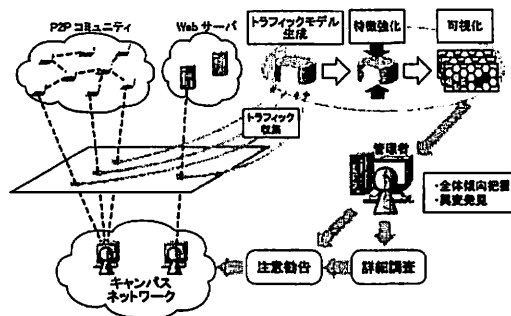 P2Pコミュニティ
Webサーバ
トラフィックモデル
生成
特徴強化
可視化
トラフィック
収集
管理者
・全体傾向把握
・異変発見
注意勧告
詳細調査
キャンパス
ネットワーク